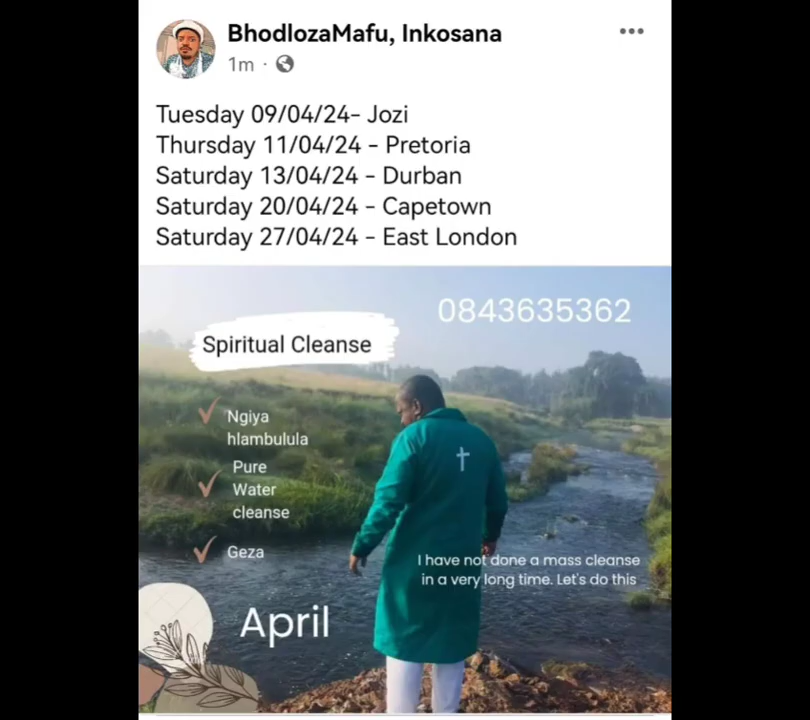 BhodlozaMafu, Inkosana
1m ·
Tuesday 09/04/24- Jozi
Thursday 11/04/24 - Pretoria
Saturday 13/04/24 - Durban
Saturday 20/04/24 - Capetown
Saturday 27/04/24 - East London
0843635362
Spiritual Cleanse
Ngiya
hlambulula
Pure
Water
cleanse
Geza
I have not done a mass cleanse
in a very long time. Let's do this
April